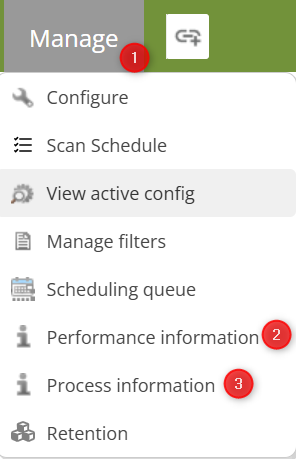 Manage
1
Configure
Scan Schedule
View active config
Manage filters
Scheduling queue
Performance information 2
Process information 3
Retention